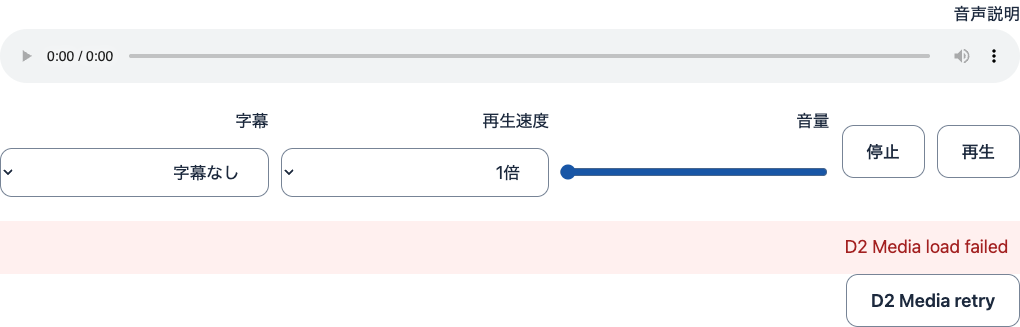 音声説明
0:00 / 0:00
再生
停止
音量
再生速度
1倍
字幕
字幕なし
D2 Media load failed
D2 Media retry